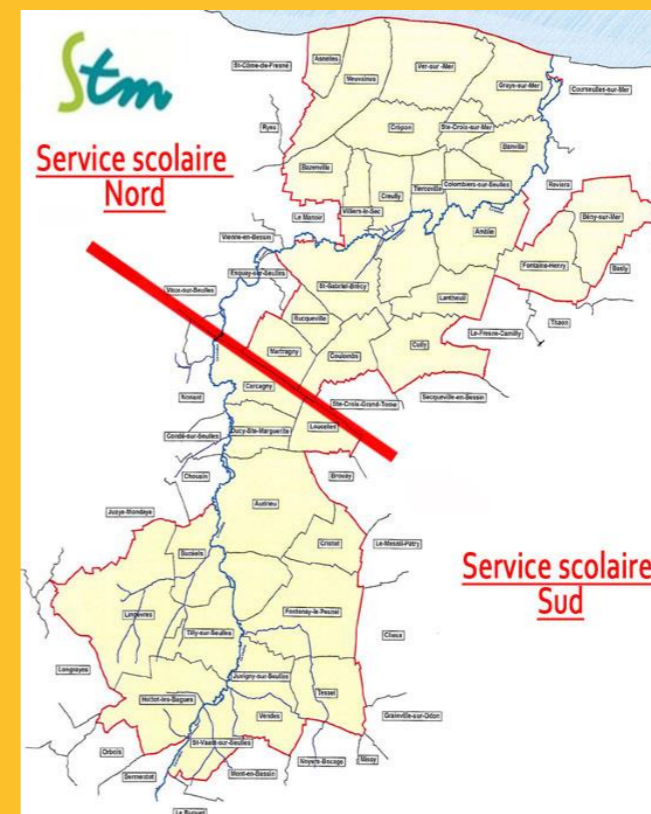 Stm
Service scolaire
Nord
St-Côme-de-Fresné
Asnelles
Meuvaines
Ver-sur -Mer
Graye-sur-Mer
Courseulles-sur-Mer
Ryes
Crépon
Ste-Croix-sur-Mer
Banville
Bazenville
Villiers-le-Sec
Creully
Tierceville
Colombiers-sur-Seulles
Reviers
Le Manoir
Bény-sur-Mer
Vienne-en-Bessin
Amblie
Fontaine-Henry
Basly
Esquay-sur-Seulles
St-Gabriel-Brécy
Vaux-sur-Seulles
Lantheuil
Thaon
Rucqueville
Le-Fresne-Camilly
Martragny
Coulombs
Cully
Carcagny
Nonant
Ste-Croix-Grand-Tonne
Secqueville-en-Bessin
Loucelles
Ducy-Ste-Marguerite
Condé-sur-Seulles
Chouain
Brouay
Audrieu
Juaye-Mondaye
Cristot
Le-Mesnil-Patry
Bucéels
Service scolaire
Sud
Lingèvres
Fontenay-le-Pesnel
Tilly-sur-Seulles
Cheux
Longraye
Juvigny-sur-Seulles
Tessel
Hottot-les-Bagues
Vendes
Grainville-sur-Odon
St-Vaast-sur-Seulles
Orbois
Noyers-Bocage
Missy
Sermentot
Mont-en-Bessin